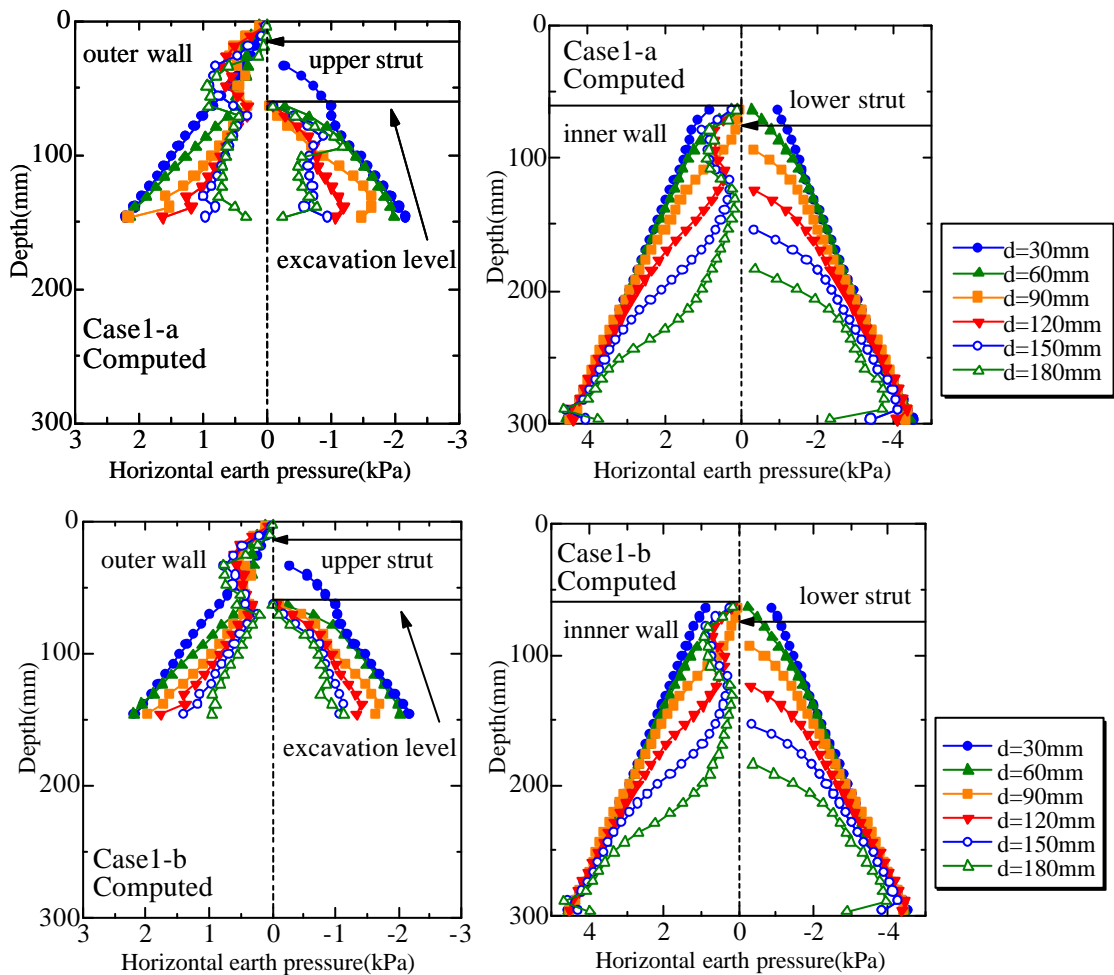 0
outer wall
upper strut
100
Depth(mm)
excavation level
200
Case1-a
Computed
300
3 2 1 0 -1 -2 -3
Horizontal earth pressure(kPa)
0
Case1-a
Computed
lower strut
inner wall
100
Depth(mm)
200
300
4 2 0 -2 -4
Horizontal earth pressure(kPa)
d=30mm
d=60mm
d=90mm
d=120mm
d=150mm
d=180mm
0
outer wall
upper strut
100
Depth(mm)
excavation level
200
Case1-b
Computed
300
3 2 1 0 -1 -2 -3
Horizontal earth pressure(kPa)
0
Case1-b
Computed
lower strut
innner wall
100
Depth(mm)
200
300
4 2 0 -2 -4
Horizontal earth pressure(kPa)
d=30mm
d=60mm
d=90mm
d=120mm
d=150mm
d=180mm